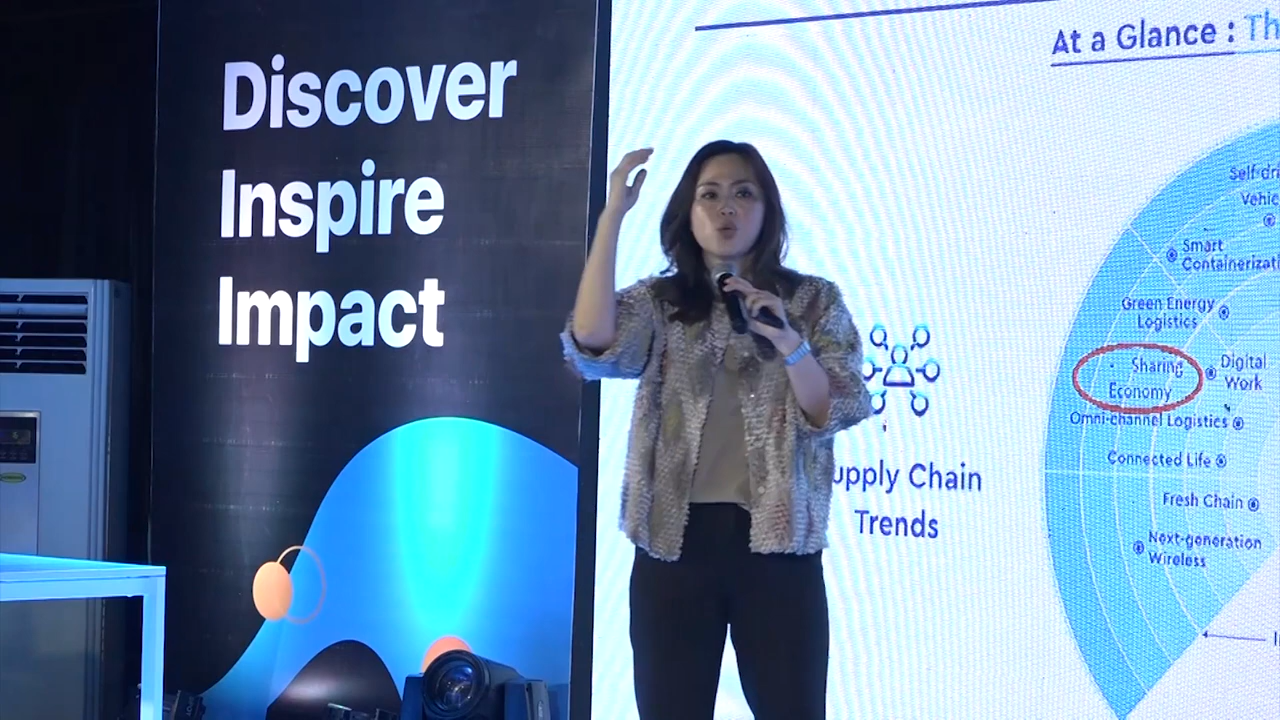 Discover
Inspire
Impact
At a Glance : Th
Self-dri
Vehic
Smart
Containerizati
Green Energy
Logistics
Sharing
Economy
Digital
Work
Omni-channel Logistics
Connected Life
Fresh Chain
Next-generation
Wireless
upply Chain
Trends